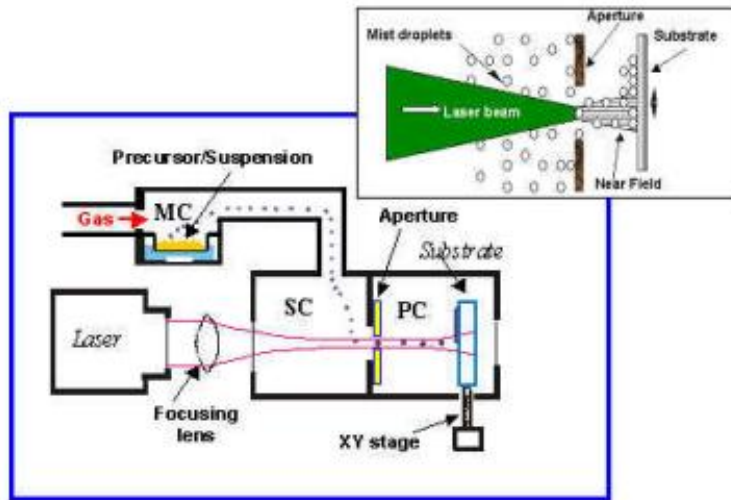 Aperture
Substrate
Mist droplets
Laser beam
Near Field
Precursor/Suspension
Gas
MC
Aperture
Substrate
SC
PC
Laser
Focusing
lens
XY stage